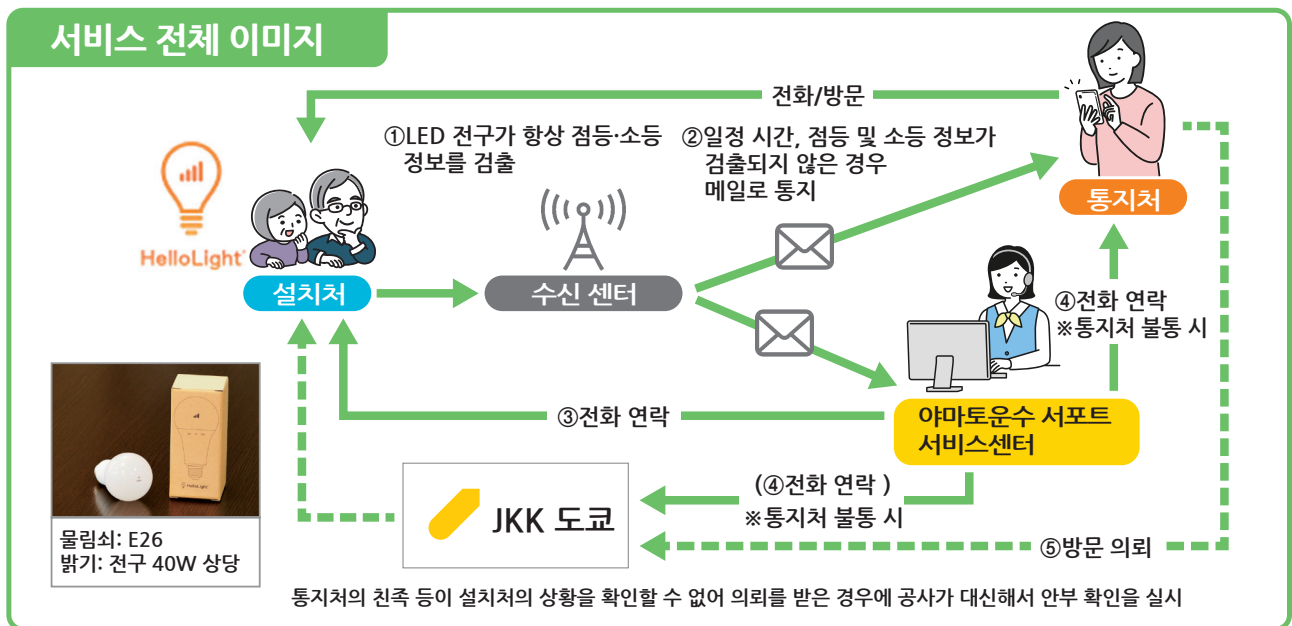 서비스 전체 이미지
전화/방문
①LED 전구가 항상 점등·소등
정보를 검출
②일정 시간, 점등 및 소등 정보가
검출되지 않은 경우
메일로 통지
HelloLight
설치처
수신 센터
통지처
④전화 연락
※통지처 불통 시
③전화 연락
야마토운수 서포트
서비스센터
(④전화 연락 )
※통지처 불통 시
JKK 도쿄
⑤방문 의뢰
HelloLight
물림쇠: E26
밝기: 전구 40W 상당
통지처의 친족 등이 설치처의 상황을 확인할 수 없어 의뢰를 받은 경우에 공사가 대신해서 안부 확인을 실시